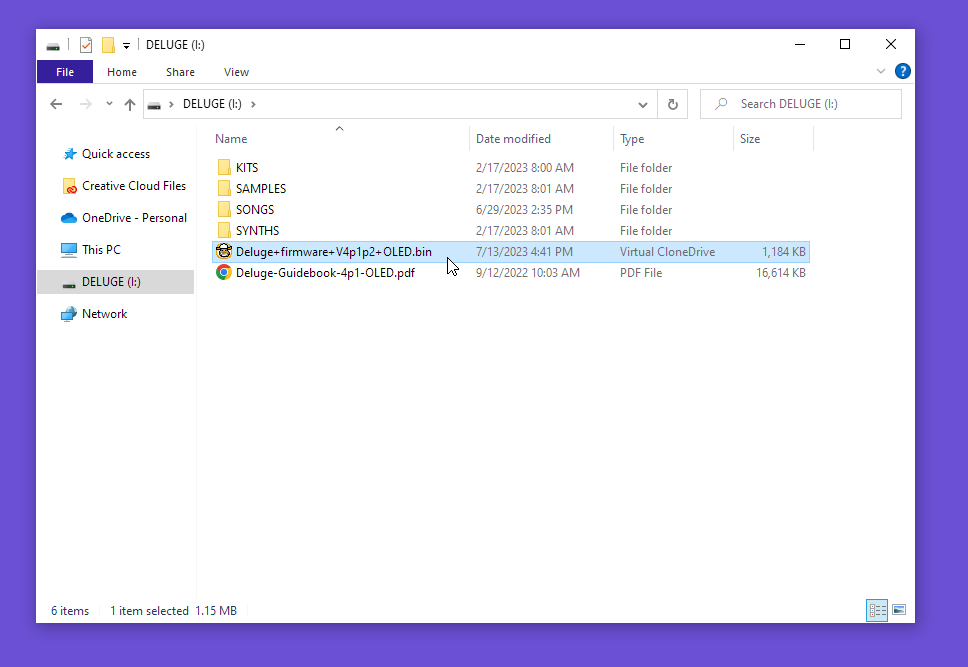 DELUGE (I:)
File Home Share View
DELUGE (I:) Search DELUGE (I:)
Name Date modified Type Size
Quick access
Creative Cloud Files
OneDrive - Personal
This PC
DELUGE (I:)
Network
KITS 2/17/2023 8:00 AM File folder
SAMPLES 2/17/2023 8:01 AM File folder
SONGS 6/29/2023 2:35 PM File folder
SYNTHS 2/17/2023 8:01 AM File folder
Deluge+firmware+V4p1p2+OLED.bin 7/13/2023 4:41 PM Virtual CloneDrive 1,184 KB
Deluge-Guidebook-4p1-OLED.pdf 9/12/2022 10:03 AM PDF File 16,614 KB
6 items 1 item selected 1.15 MB